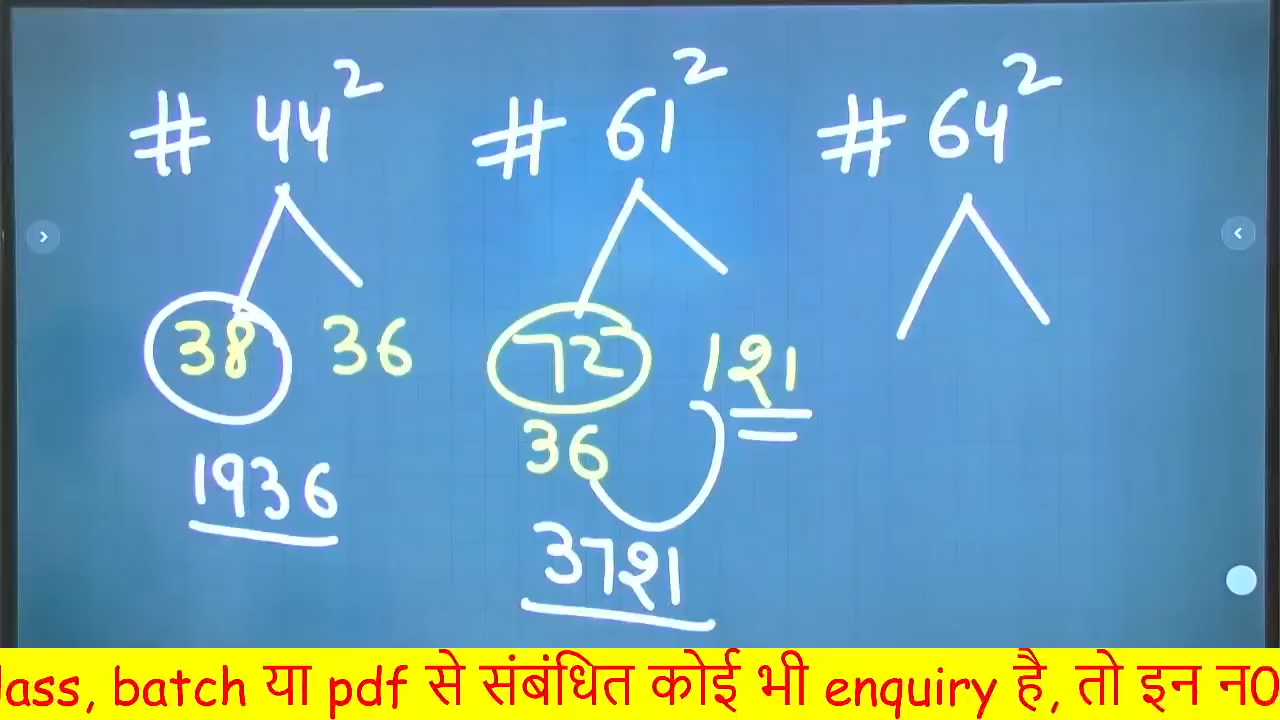 # 44² # 61² # 64²
38 36 72 1२1
36
1936
37२1
lass, batch या pdf से संबंधित कोई भी enquiry है, तो इन न0